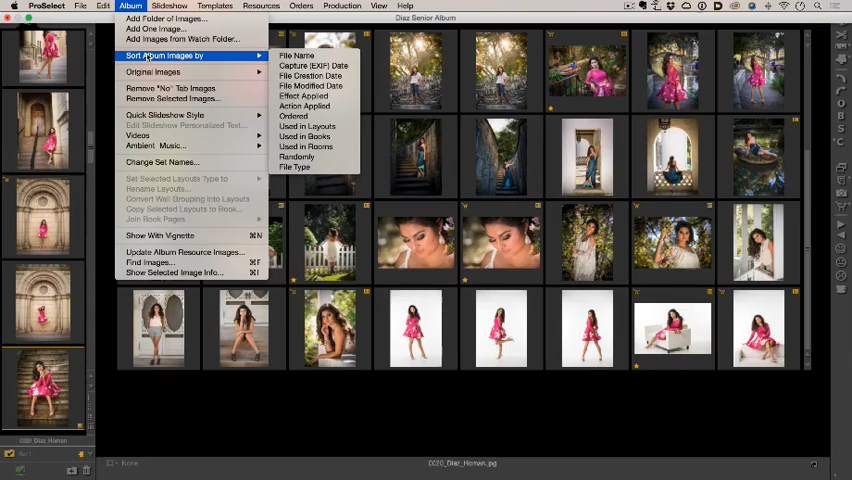 ProSelect File Edit Album Slideshow Templates Resources Orders Production Window View Help
Diaz Senior Album
Add Folder of Images...
Add One Image...
Add Images from Watch Folder...
Sort Album Images by
Original Images
Remove "No" Tab Images
Remove Selected Images...
Quick Slideshow Style
Edit Slideshow Personalized Text...
Videos
Ambient Music...
Change Set Names...
Set Selected Layouts Type to
Rename Layouts...
Convert Wall Grouping Into Layouts
Copy Selected Layouts to Book...
Join Book Pages
Show With Vignette ⌘N
Update Album Resource Images...
Find Images... ⌘F
Show Selected Image Info... ⌘I
File Name
Capture (EXIF) Date
File Creation Date
File Modified Date
Effect Applied
Action Applied
Ordered
Used in Layouts
Used in Books
Used in Rooms
Randomly
File Type
0020_Diaz_Homan
None
0020_Diaz_Homan.jpg